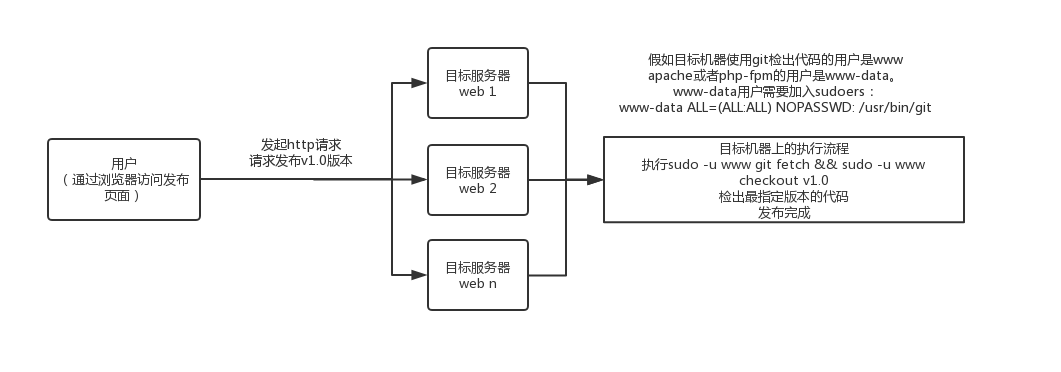 用户
（通过浏览器访问发布
页面）
发起http请求
请求发布v1.0版本
目标服务器
web 1
目标服务器
web 2
目标服务器
web n
假如目标机器使用git检出代码的用户是www
apache或者php-fpm的用户是www-data。
www-data用户需要加入sudoers：
www-data ALL=(ALL:ALL) NOPASSWD: /usr/bin/git
目标机器上的执行流程
执行sudo -u www git fetch && sudo -u www
checkout v1.0
检出最指定版本的代码
发布完成